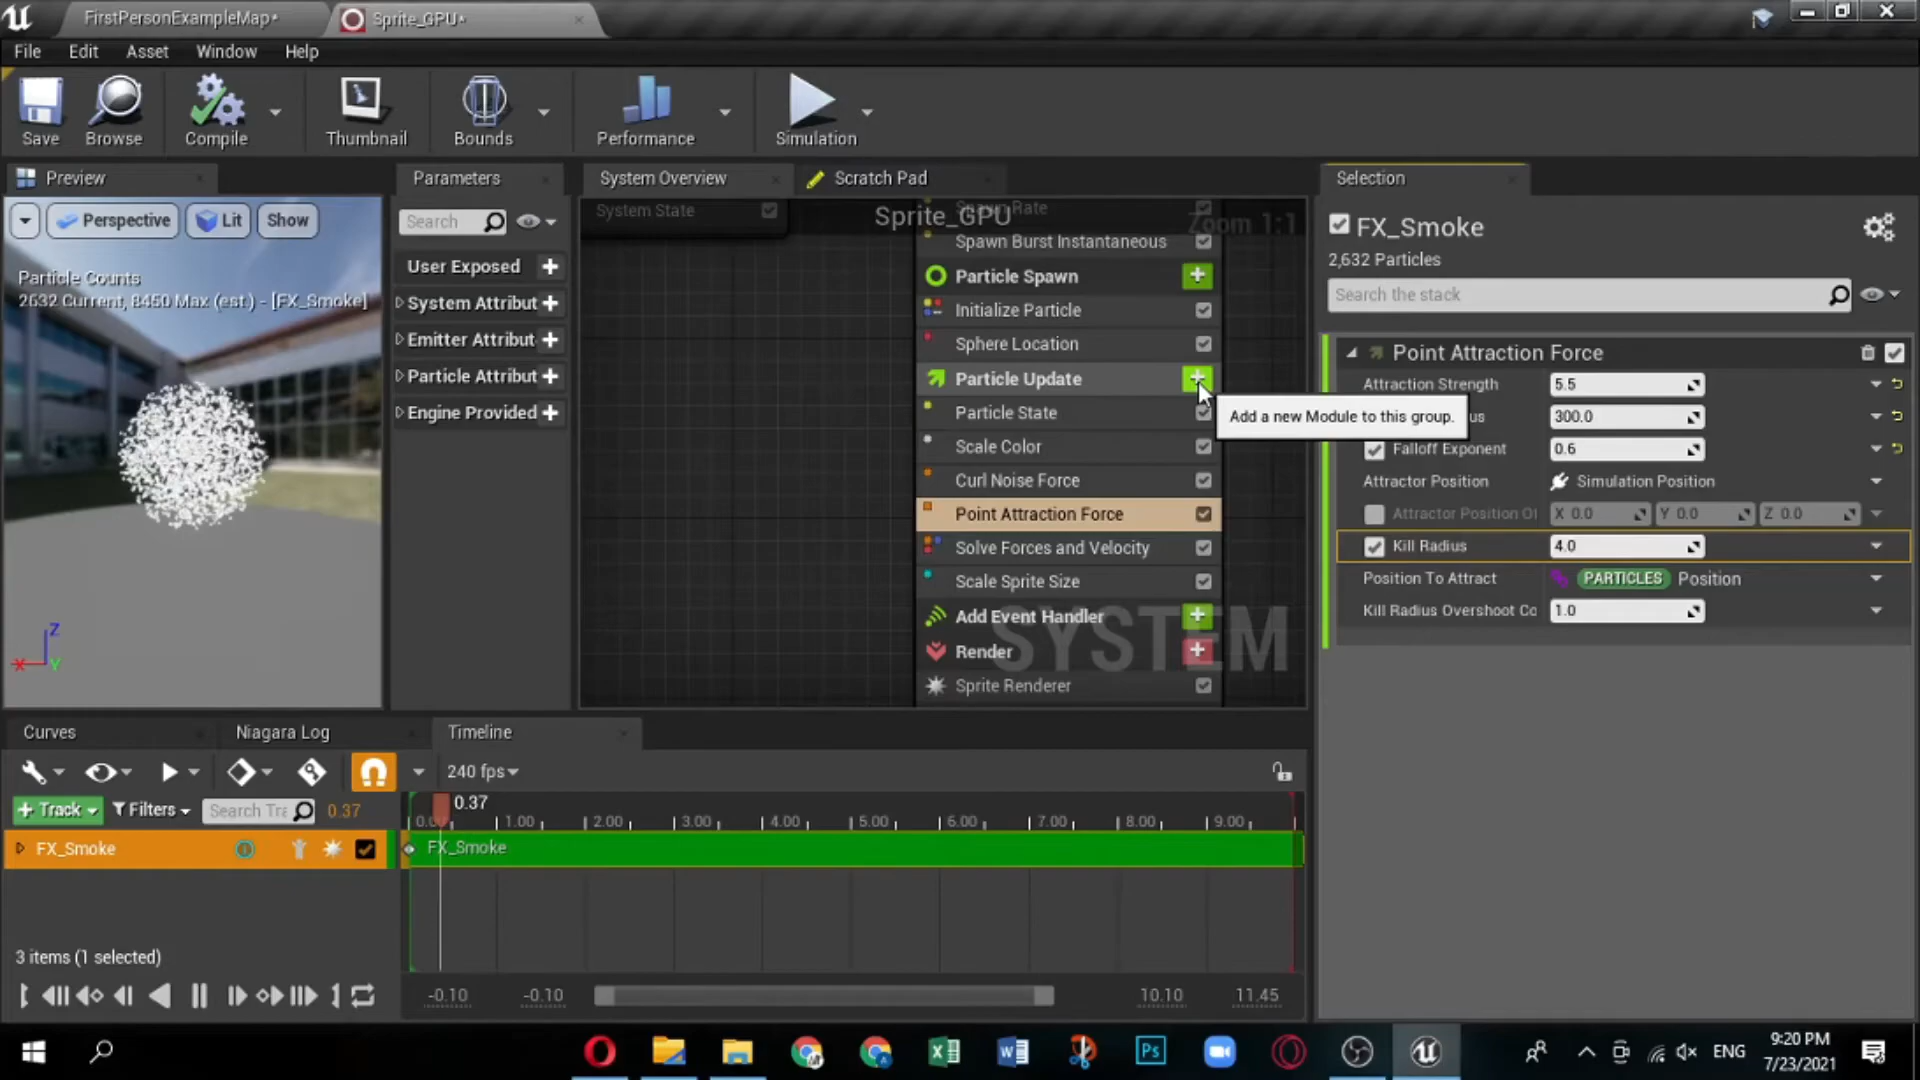 FirstPersonExampleMap*
Sprite_GPU*
File
Edit
Asset
Window
Help
Save
Browse
Compile
Thumbnail
Bounds
Performance
Simulation
Preview
Parameters
System Overview
Scratch Pad
Selection
Perspective
Lit
Show
Particle Counts
2632 Current, 8450 Max (est.) - [FX_Smoke]
Z
X
Y
Search
User Exposed
System Attribut
Emitter Attribut
Particle Attribut
Engine Provided
System State
Sprite_GPU
Zoom 1:1
Spawn Rate
Spawn Burst Instantaneous
Particle Spawn
Initialize Particle
Sphere Location
Particle Update
Particle State
Scale Color
Curl Noise Force
Point Attraction Force
Solve Forces and Velocity
Scale Sprite Size
Add Event Handler
Render
Sprite Renderer
SYSTEM
Add a new Module to this group.
FX_Smoke
2,632 Particles
Search the stack
Point Attraction Force
Attraction Strength 5.5
us 300.0
Falloff Exponent 0.6
Attractor Position Simulation Position
Attractor Position Of X 0.0 Y 0.0 Z 0.0
Kill Radius 4.0
Position To Attract PARTICLES Position
Kill Radius Overshoot Co 1.0
Curves
Niagara Log
Timeline
240 fps
Track
Filters
Search Tra
0.37
0.37
0.0 1.00 2.00 3.00 4.00 5.00 6.00 7.00 8.00 9.00
FX_Smoke
FX_Smoke
3 items (1 selected)
-0.10
-0.10
10.10
11.45
Ps
ENG
9:20 PM
7/23/2021